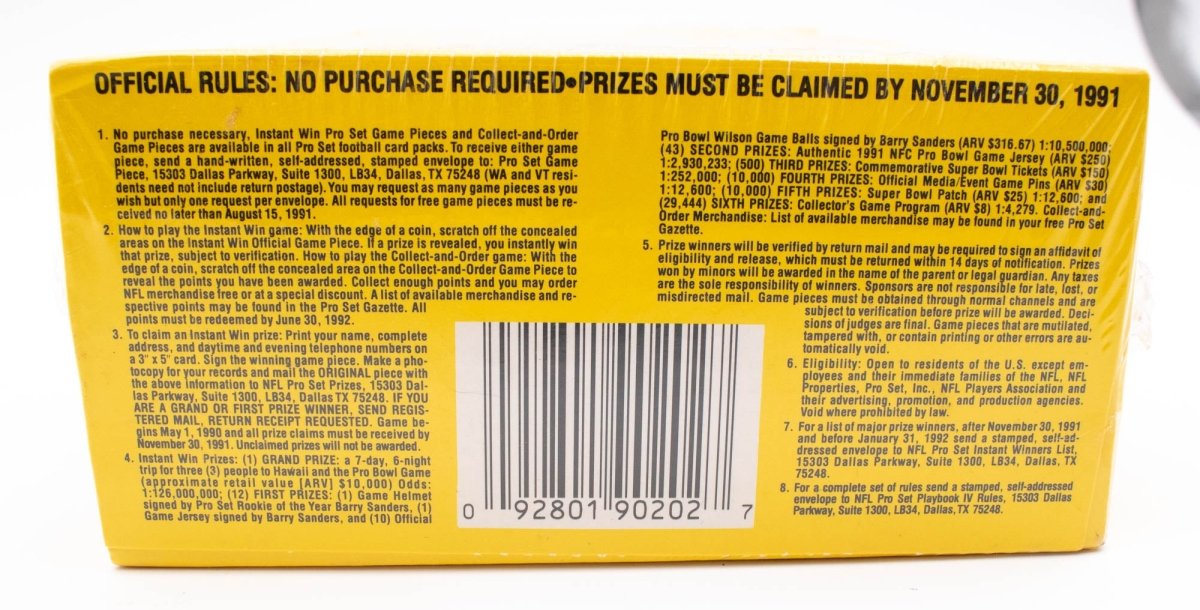 OFFICIAL RULES: NO PURCHASE REQUIRED•PRIZES MUST BE CLAIMED BY NOVEMBER 30, 1991
1. No purchase necessary, Instant Win Pro Set Game Pieces and Collect-and-Order
Game Pieces are available in all Pro Set football card packs. To receive either game
piece, send a hand-written, self-addressed, stamped envelope to: Pro Set Game
Piece, 15303 Dallas Parkway, Suite 1300, LB34, Dallas, TX 75248 (WA and VT resi-
dents need not include return postage). You may request as many game pieces as you
wish but only one request per envelope. All requests for free game pieces must be re-
ceived no later than August 15, 1991.
2. How to play the Instant Win game: With the edge of a coin, scratch off the concealed
areas on the Instant Win Official Game Piece. If a prize is revealed, you instantly win
that prize, subject to verification. How to play the Collect-and-Order game: With the
edge of a coin, scratch off the concealed area on the Collect-and-Order Game Piece to
reveal the points you have been awarded. Collect enough points and you may order
NFL merchandise free or at a special discount. A list of available merchandise and re-
spective points may be found in the Pro Set Gazette. All
points must be redeemed by June 30, 1992.
3. To claim an Instant Win prize: Print your name, complete
address, and daytime and evening telephone numbers on
a 3" x 5" card. Sign the winning game piece. Make a pho-
tocopy for your records and mail the ORIGINAL piece with
the above information to NFL Pro Set Prizes, 15303 Dal-
las Parkway, Suite 1300, LB34, Dallas, TX 75248. IF YOU
ARE A GRAND OR FIRST PRIZE WINNER, SEND REGIS-
TERED MAIL, RETURN RECEIPT REQUESTED. Game be-
gins May 1, 1990 and all prize claims must be received by
November 30, 1991. Unclaimed prizes will not be awarded.
4. Instant Win Prizes: (1) GRAND PRIZE: a 7-day, 6-night
trip for three (3) people to Hawaii and the Pro Bowl Game
(approximate retail value [ARV] $10,000) Odds:
1:126,000,000; (12) FIRST PRIZES: (1) Game Helmet
signed by Pro Set Rookie of the Year Barry Sanders, (1)
Game Jersey signed by Barry Sanders, and (10) Official
Pro Bowl Wilson Game Balls signed by Barry Sanders (ARV $316.67) 1:10,500,000;
(43) SECOND PRIZES: Authentic 1991 NFC Pro Bowl Game Jersey (ARV $250)
1:2,930,233; (500) THIRD PRIZES: Commemorative Super Bowl Tickets (ARV $150)
1:252,000; (10,000) FOURTH PRIZES: Official Media/Event Game Pins (ARV $30)
1:12,600; (10,000) FIFTH PRIZES: Super Bowl Patch (ARV $25) 1:12,600; and
(29,444) SIXTH PRIZES: Collector's Game Program (ARV $8) 1:4,279. Collect-and-
Order Merchandise: List of available merchandise may be found in your free Pro Set
Gazette.
5. Prize winners will be verified by return mail and may be required to sign an affidavit of
eligibility and release, which must be returned within 14 days of notification. Prizes
won by minors will be awarded in the name of the parent or legal guardian. Any taxes
are the sole responsibility of winners. Sponsors are not responsible for late, lost, or
misdirected mail. Game pieces must be obtained through normal channels and are
subject to verification before prize will be awarded. Deci-
sions of judges are final. Game pieces that are mutilated,
tampered with, or contain printing or other errors are au-
tomatically void.
6. Eligibility: Open to residents of the U.S. except em-
ployees and their immediate families of the NFL, NFL
Properties, Pro Set, Inc., NFL Players Association and
their advertising, promotion, and production agencies.
Void where prohibited by law.
7. For a list of major prize winners, after November 30, 1991
and before January 31, 1992 send a stamped, self-ad-
dressed envelope to NFL Pro Set Instant Winners List,
15303 Dallas Parkway, Suite 1300, LB34, Dallas, TX
75248.
8. For a complete set of rules send a stamped, self-addressed
envelope to NFL Pro Set Playbook IV Rules, 15303 Dallas
Parkway, Suite 1300, LB34, Dallas, TX 75248.
0 92801 90202 7